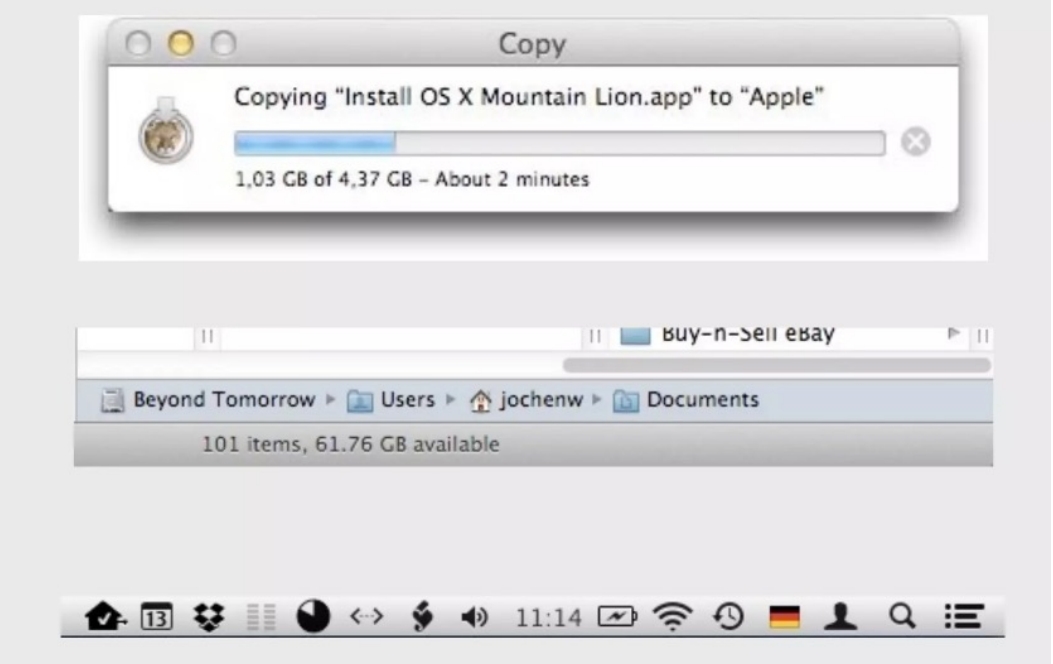 Copy
Copying “Install OS X Mountain Lion.app” to “Apple”
1,03 GB of 4,37 GB – About 2 minutes
Buy-n-Sell eBay
Beyond Tomorrow Users jochenw Documents
101 items, 61.76 GB available
13 11:14